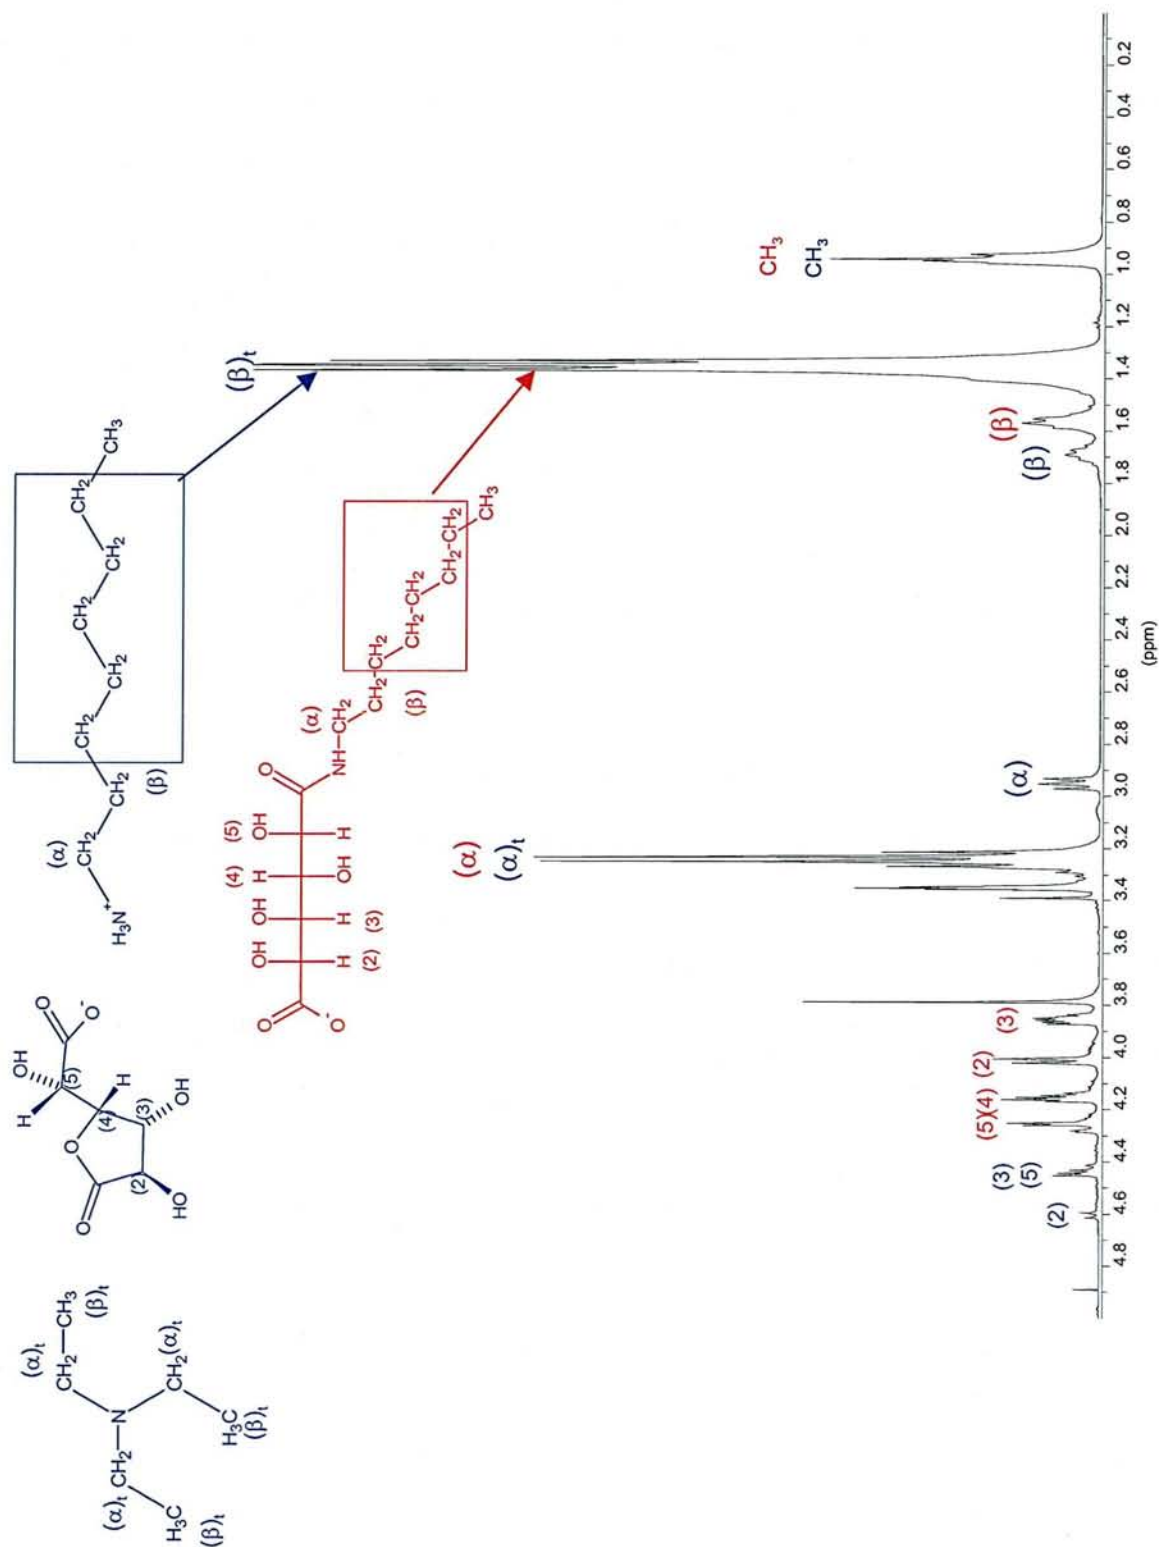 (α)t
CH2—CH3
(β)t
N
CH2(α)t
H3C
(β)t
CH2
(α)t
H3C
(β)t
O
O
-
OH
(5)
H
H
(4)
O
(3)
OH
(2)
HO
O
H3N+
(α)
CH2
CH2
(β)
CH2
CH2
CH2
CH2
CH2
CH3
O
O
-
OH
OH
H
(4)
OH
(5)
H
(2)
H
(3)
OH
H
O
NH—CH2
(α)
CH2-CH2
(β)
CH2-CH2
CH2-CH2
CH3
(β)t
CH3
CH3
(α)
(α)t
(α)
(β)
(β)
(2)
(3)
(5)
(5)(4)
(2)
(3)
4.8 4.6 4.4 4.2 4.0 3.8 3.6 3.4 3.2 3.0 2.8 2.6 2.4 2.2 2.0 1.8 1.6 1.4 1.2 1.0 0.8 0.6 0.4 0.2
(ppm)